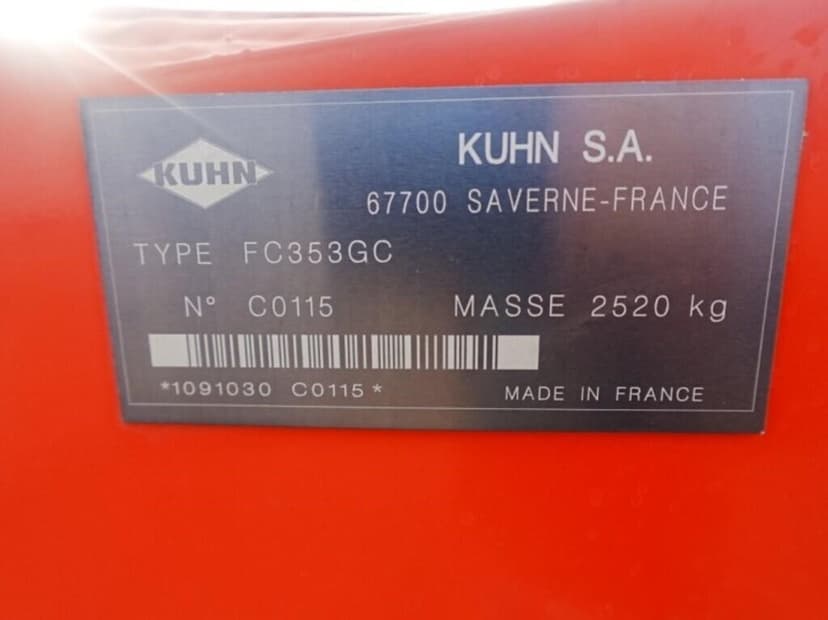 KUHN
KUHN S.A.
67700 SAVERNE-FRANCE
TYPE FC353GC
N° C0115 MASSE 2520 kg
*1091030 C0115*
MADE IN FRANCE